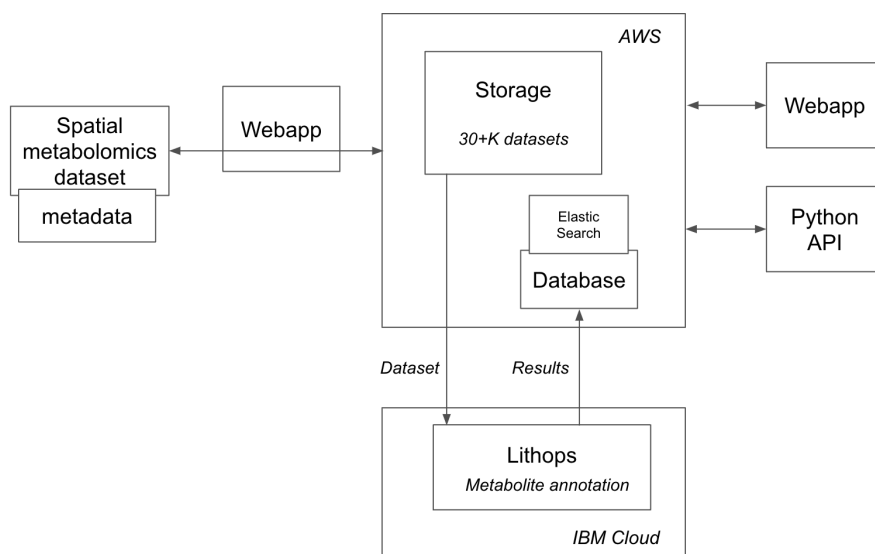 AWS
Storage
30+K datasets
Webapp
Spatial
metabolomics
dataset
metadata
Webapp
Elastic
Search
Database
Python
API
Dataset
Results
Lithops
Metabolite annotation
IBM Cloud